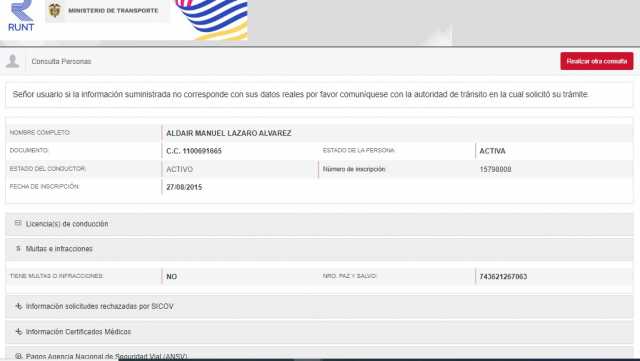 RUNT
MINISTERIO DE TRANSPORTE
Consulta Personas
Realizar otra consulta
Señor usuario si la información suministrada no corresponde con sus datos reales por favor comuníquese con la autoridad de tránsito en la cual solicitó su trámite.
NOMBRE COMPLETO: ALDAIR MANUEL LAZARO ALVAREZ
DOCUMENTO: C.C. 1100691665 ESTADO DE LA PERSONA: ACTIVA
ESTADO DEL CONDUCTOR: ACTIVO Número de inscripción: 15798808
FECHA DE INSCRIPCIÓN: 27/08/2015
Licencia(s) de conducción
$ Multas e infracciones
TIENE MULTAS O INFRACCIONES: NO NRO. PAZ Y SALVO: 743621267063
Información solicitudes rechazadas por SICOV
Información Certificados Médicos
Pagos Agencia Nacional de Seguridad Vial (ANSV)